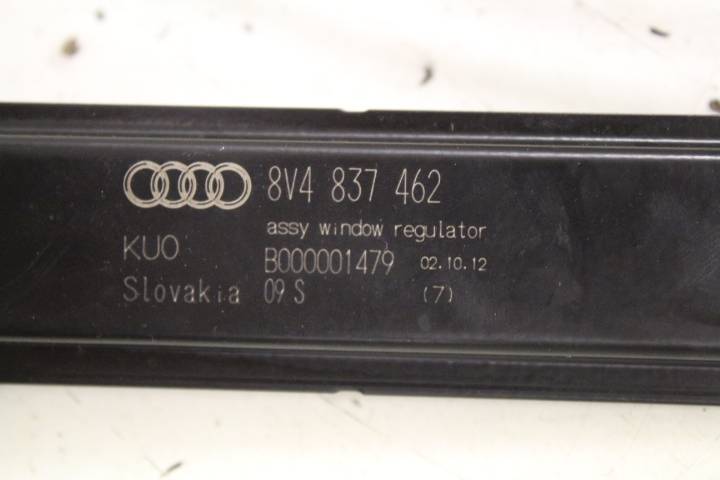 8V4 837 462
assy window regulator
KUO B000001479 02.10.12
Slovakia 09 S (7)